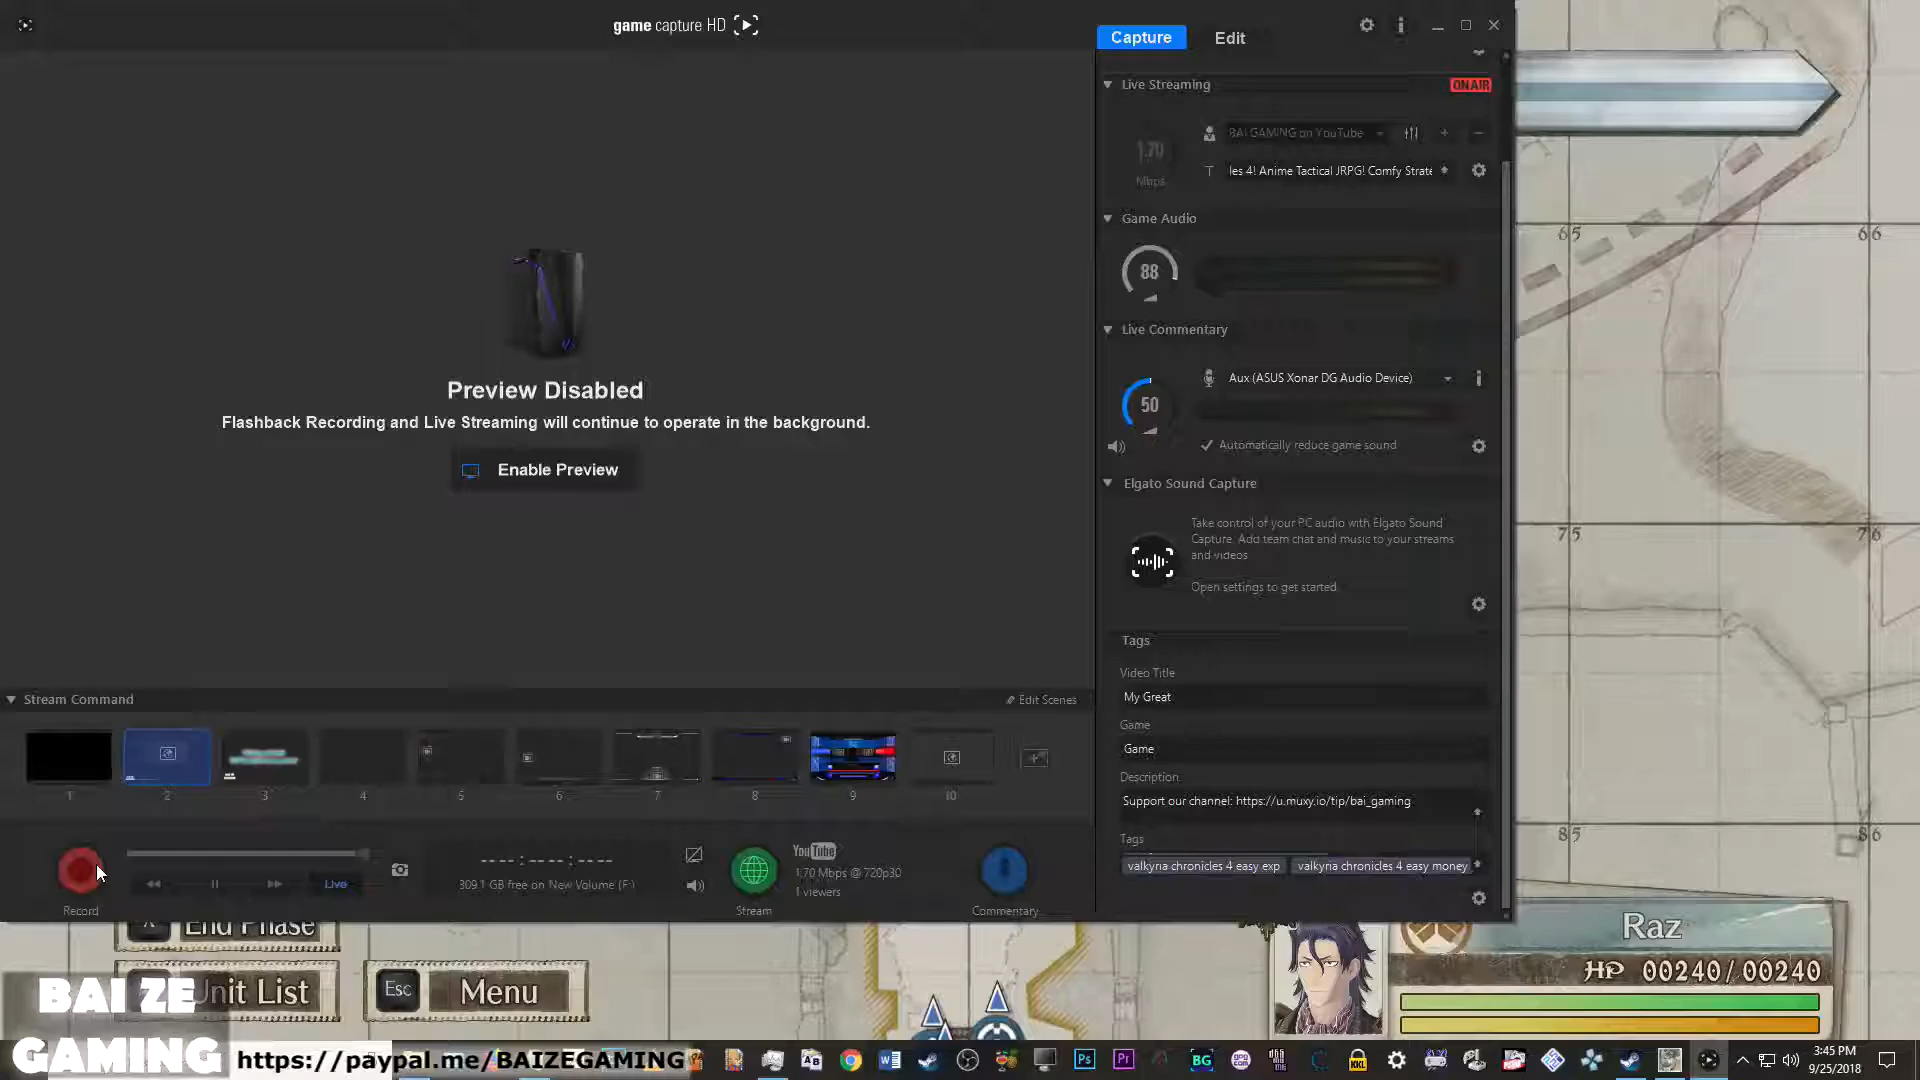 game capture HD
Capture
Edit
Live Streaming
ON AIR
BAI GAMING on YouTube
1.70
Mbps
T
les 4! Anime Tactical JRPG! Comfy Strate
Game Audio
88
Live Commentary
Aux (ASUS Xonar DG Audio Device)
50
Automatically reduce game sound
Elgato Sound Capture
Take control of your PC audio with Elgato Sound
Capture. Add team chat and music to your streams
and videos
Open settings to get started.
Preview Disabled
Flashback Recording and Live Streaming will continue to operate in the background.
Enable Preview
Tags
Video Title
My Great
Game
Game
Description
Support our channel: https://u.muxy.io/tip/bai_gaming
Tags
valkyria chronicles 4 easy exp
valkyria chronicles 4 easy money
Stream Command
Edit Scenes
1
2
3
4
5
6
7
8
9
10
Record
Live
-- -- : -- -- : -- --
309.1 GB free on New Volume (F:)
Stream
YouTube
1.70 Mbps @ 720p30
1 viewers
Commentary
65
66
75
76
85
86
End Phase
Unit List
Esc
Menu
Raz
HP 00240/00240
BAI ZE
GAMING
https://paypal.me/BAIZEGAMING
Ps
Pr
BG
GOG
COM
KKL
3:45 PM
9/25/2018